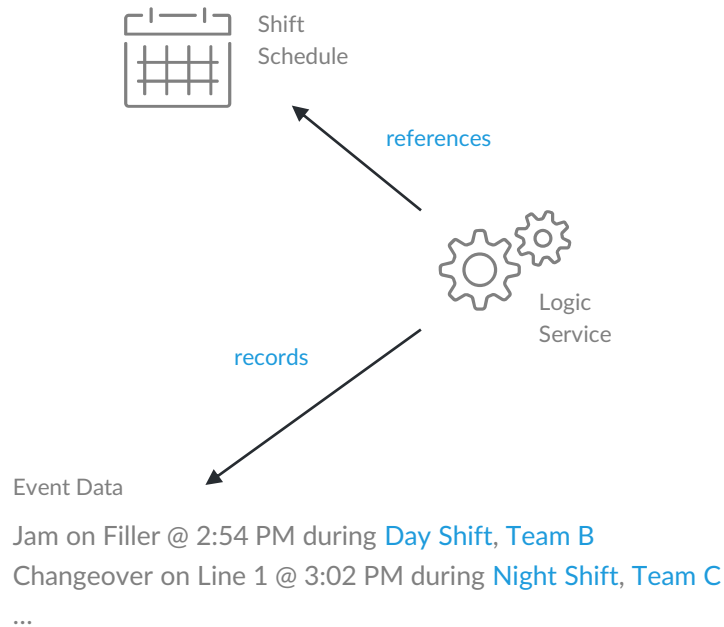 Shift
Schedule
references
Logic
Service
records
Event Data
Jam on Filler @ 2:54 PM during Day Shift, Team B
Changeover on Line 1 @ 3:02 PM during Night Shift, Team C
...